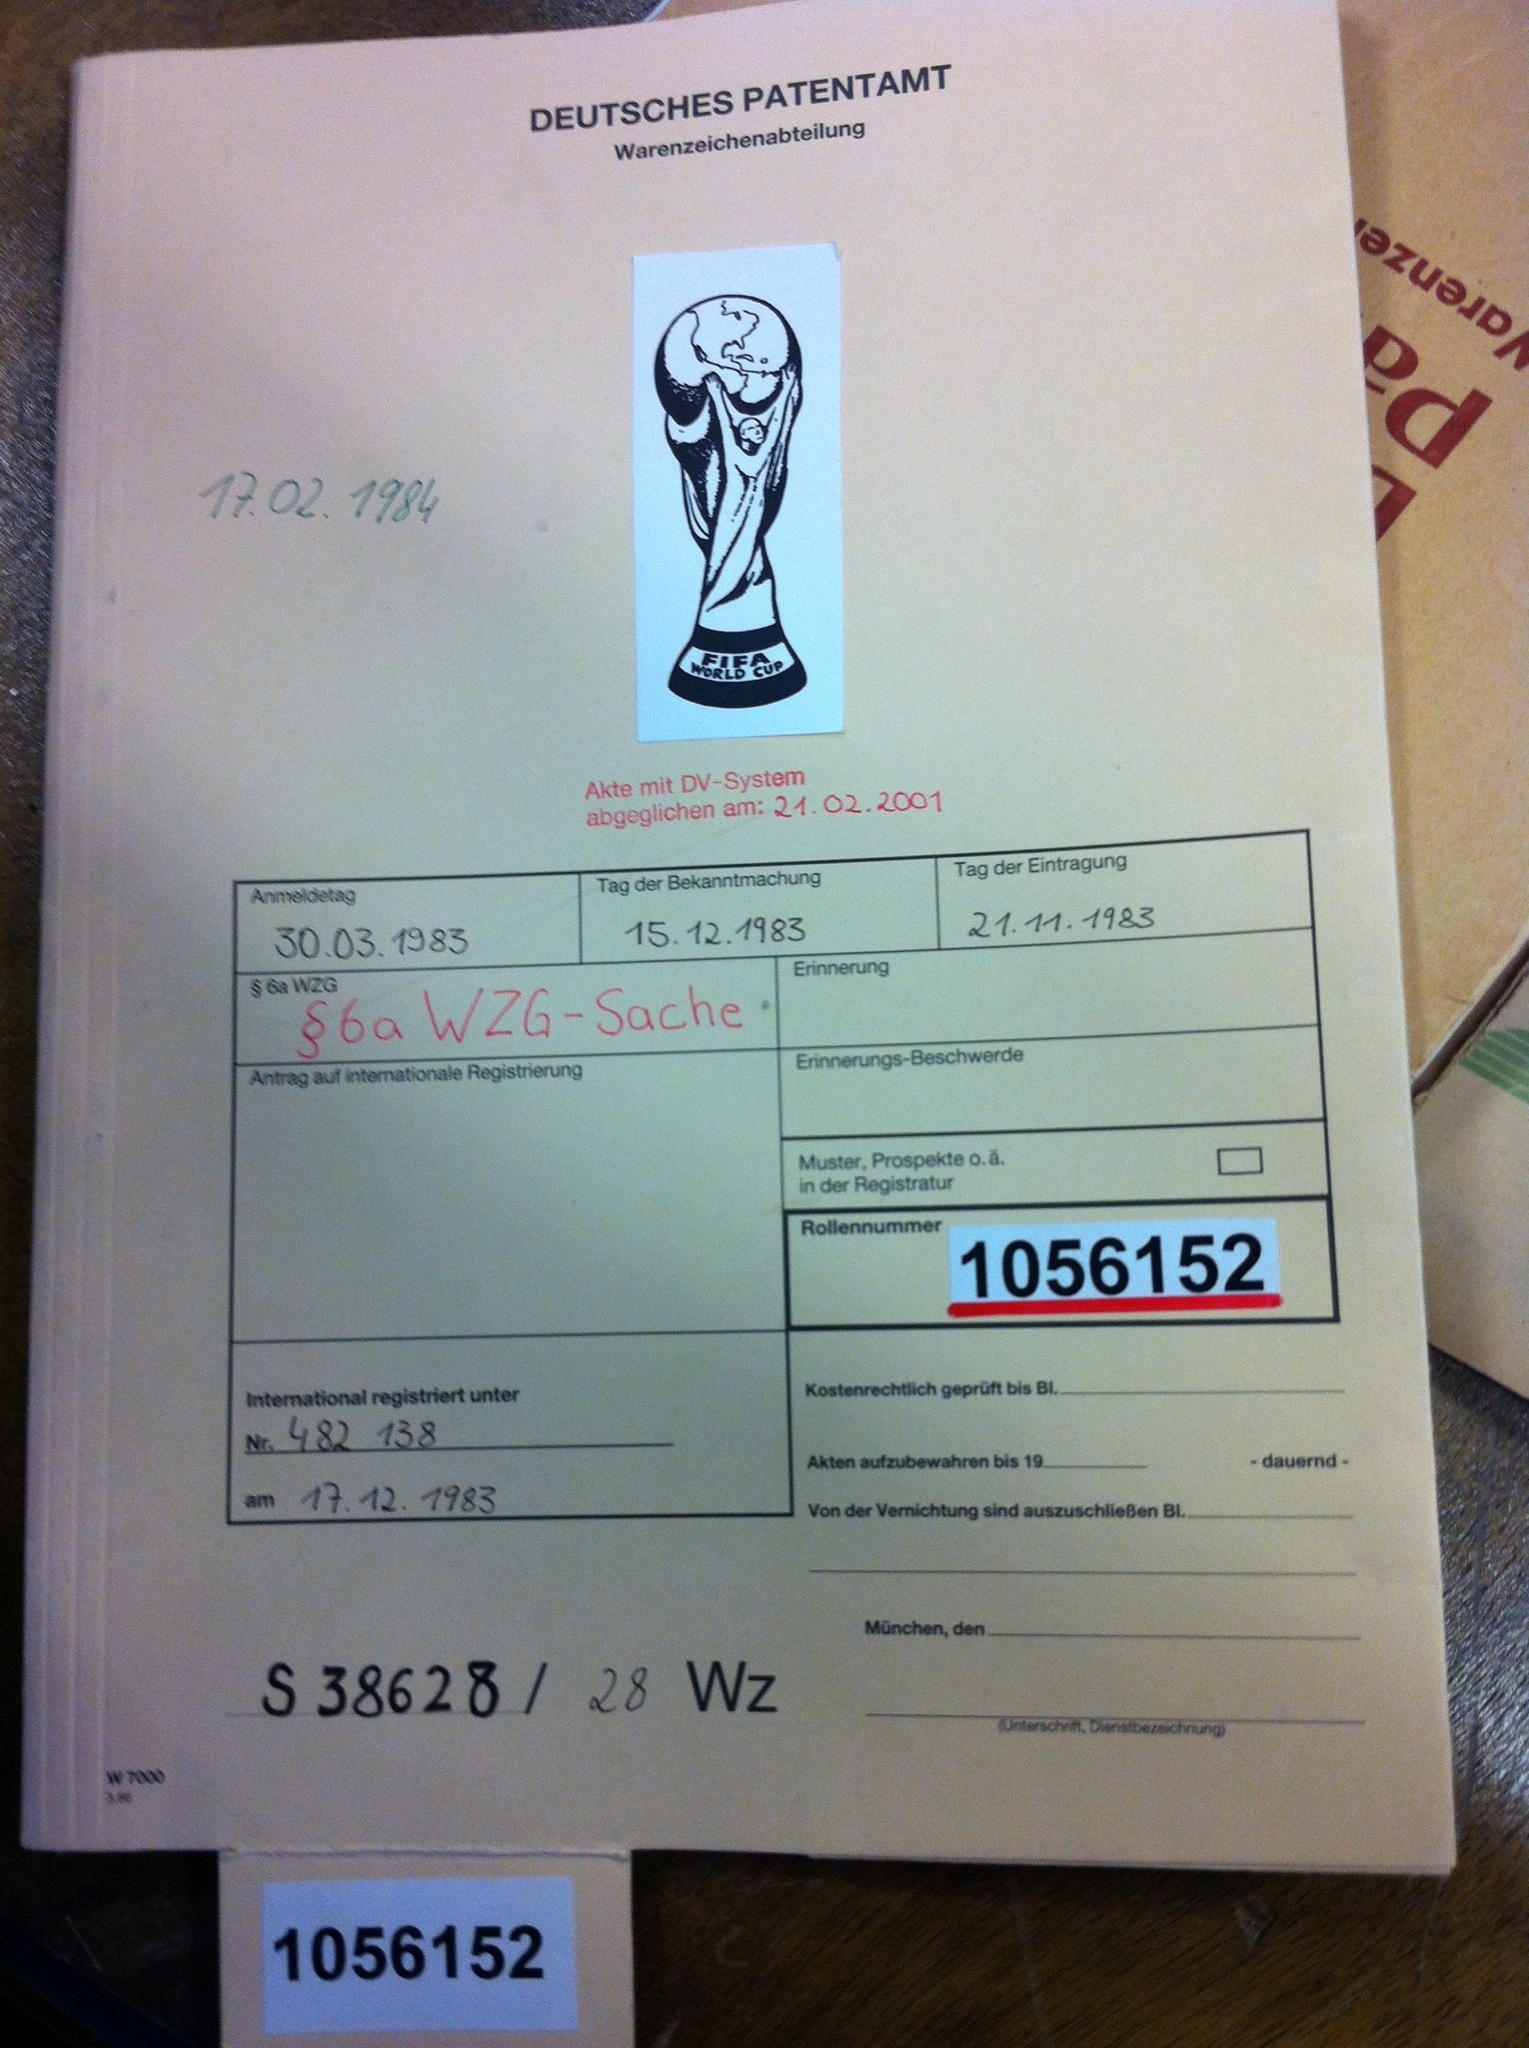 DEUTSCHES PATENTAMT
Warenzeichenabteilung
17.02.1984
FIFA
WORLD CUP
Akte mit DV-System
abgeglichen am: 21.02.2001
Anmeldetag
30.03.1983
Tag der Bekanntmachung
15.12.1983
Tag der Eintragung
21.11.1983
§ 6a WZG
§6a WZG-Sache
Erinnerung
Antrag auf internationale Registrierung
Erinnerungs-Beschwerde
Muster, Prospekte o.ä.
in der Registratur
Rollennummer
1056152
International registriert unter
Nr. 482 138
am 17.12.1983
Kostenrechtlich geprüft bis Bl.
Akten aufzubewahren bis 19 - dauernd -
Von der Vernichtung sind auszuschließen Bl.
München, den
(Unterschrift, Dienstbezeichnung)
S 38628 / 28 Wz
W 7000
1056152
Warenze
pa